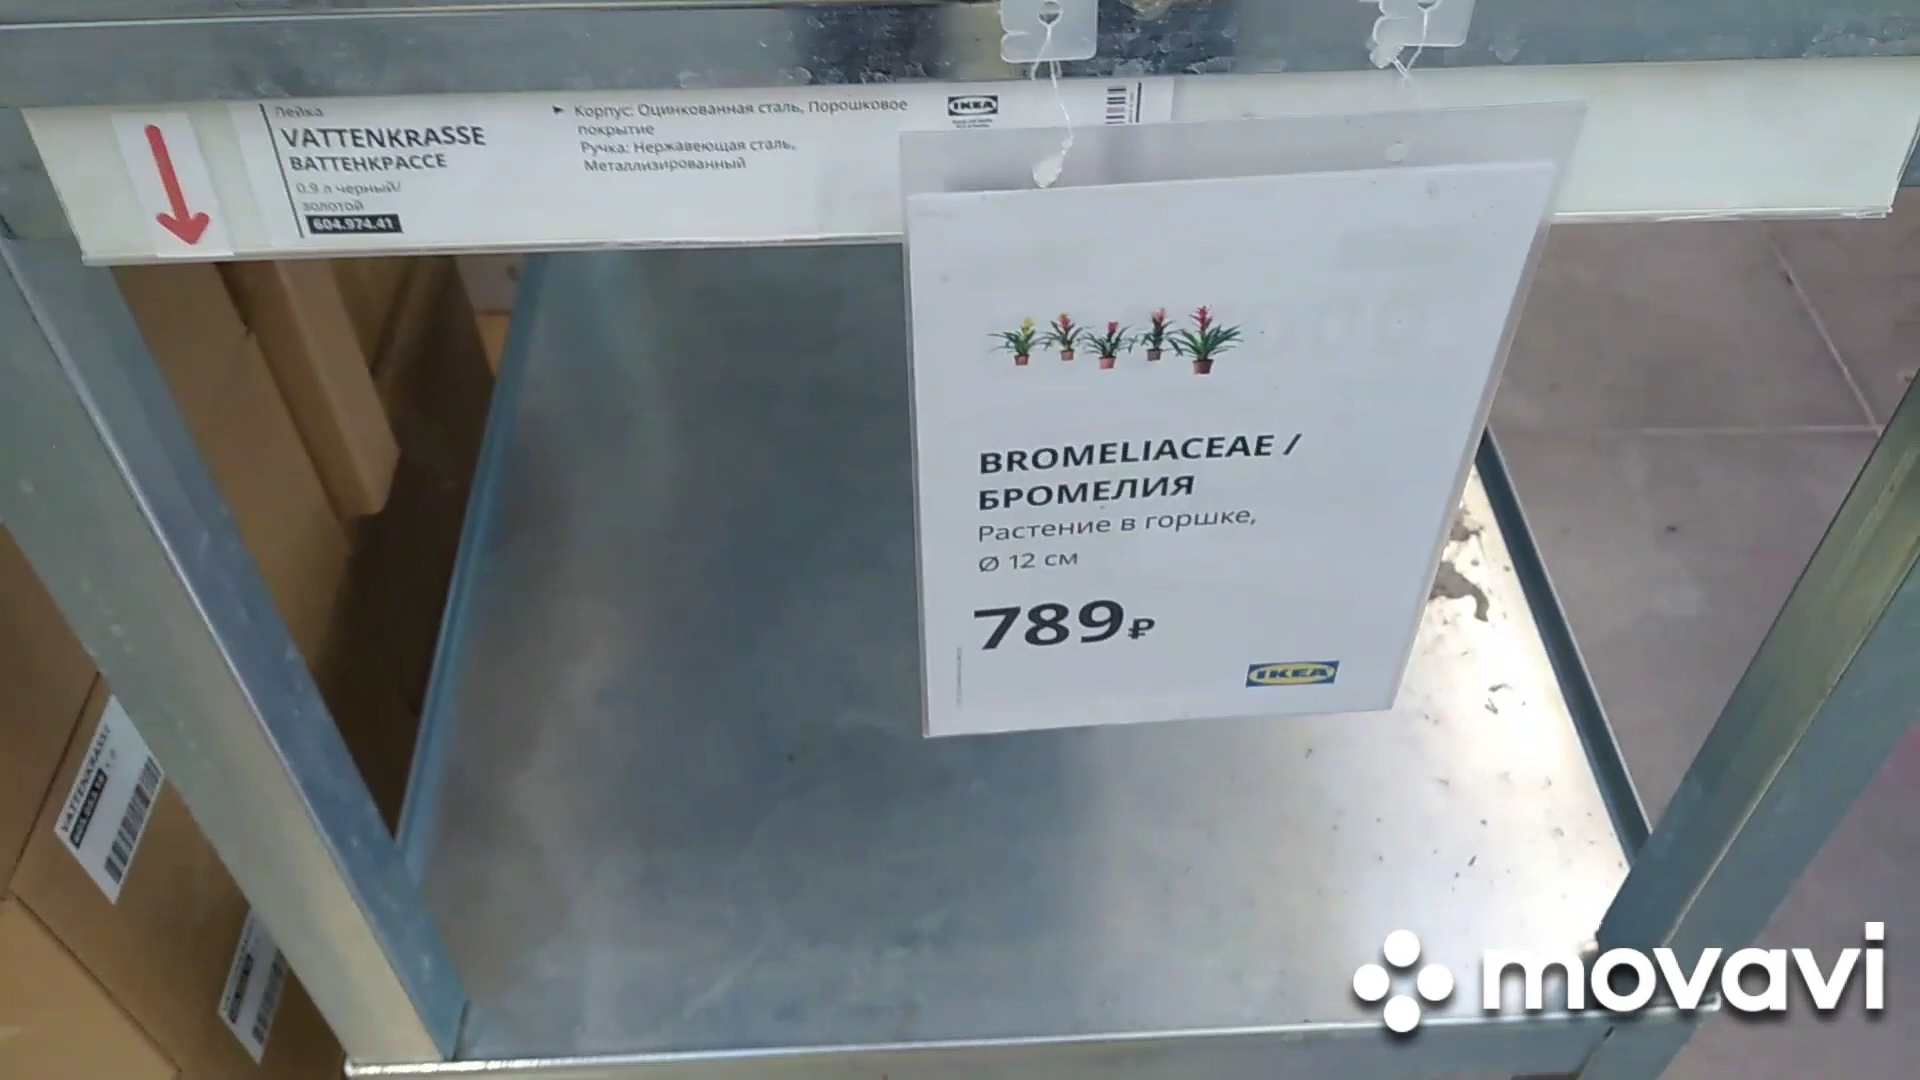 Лейка
VATTENKRASSE
ВАТТЕНКРАССЕ
0.9 л черный/
золотой
604.974.41
► Корпус: Оцинкованная сталь, Порошковое
покрытие
Ручка: Нержавеющая сталь,
Металлизированный
IKEA
BROMELIACEAE /
БРОМЕЛИЯ
Растение в горшке,
Ø 12 см
789₽
IKEA
VATTENKRASSE
movavi